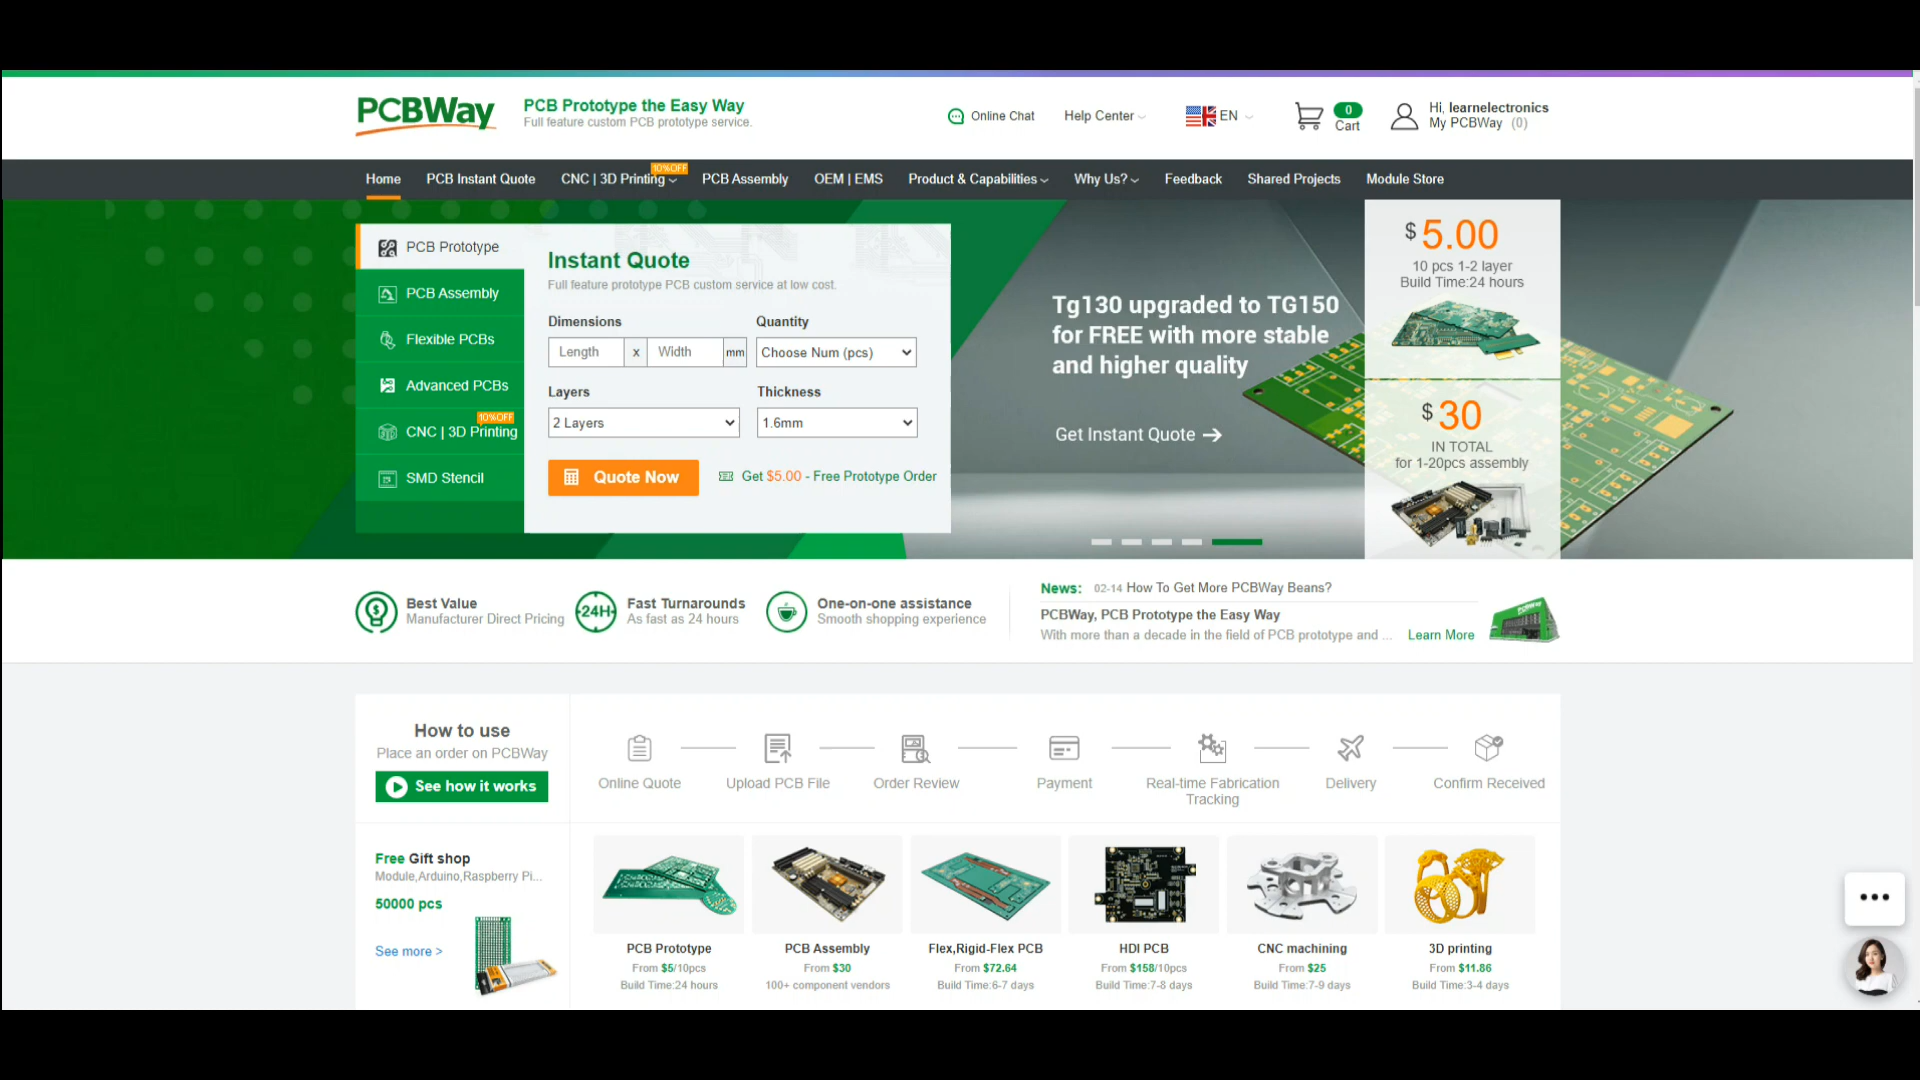 PCBWay
PCB Prototype the Easy Way
Full feature custom PCB prototype service.
Online Chat
Help Center
EN
0
Cart
Hi, learnelectronics
My PCBWay (0)
Home
PCB Instant Quote
CNC | 3D Printing
10%OFF
PCB Assembly
OEM | EMS
Product & Capabilities
Why Us?
Feedback
Shared Projects
Module Store
PCB Prototype
PCB Assembly
Flexible PCBs
Advanced PCBs
10%OFF
CNC | 3D Printing
SMD Stencil
Instant Quote
Full feature prototype PCB custom service at low cost.
Dimensions
Quantity
Length x Width mm
Choose Num (pcs)
Layers
Thickness
2 Layers
1.6mm
Quote Now
Get $5.00 - Free Prototype Order
Tg130 upgraded to TG150
for FREE with more stable
and higher quality
Get Instant Quote
$ 5.00
10 pcs 1-2 layer
Build Time:24 hours
$ 30
IN TOTAL
for 1-20pcs assembly
Best Value
Manufacturer Direct Pricing
24H
Fast Turnarounds
As fast as 24 hours
One-on-one assistance
Smooth shopping experience
News: 02-14 How To Get More PCBWay Beans?
PCBWay, PCB Prototype the Easy Way
With more than a decade in the field of PCB prototype and ... Learn More
How to use
Place an order on PCBWay
See how it works
Online Quote
Upload PCB File
Order Review
Payment
Real-time Fabrication
Tracking
Delivery
Confirm Received
Free Gift shop
Module,Arduino,Raspberry Pi...
50000 pcs
See more >
PCB Prototype
From $5/10pcs
Build Time:24 hours
PCB Assembly
From $30
100+ component vendors
Flex,Rigid-Flex PCB
From $72.64
Build Time:6-7 days
HDI PCB
From $158/10pcs
Build Time:7-8 days
CNC machining
From $25
Build Time:7-9 days
3D printing
From $11.86
Build Time:3-4 days